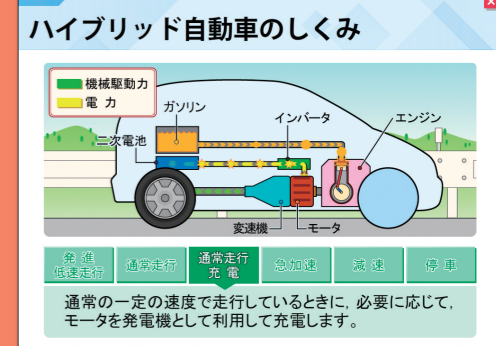 ハイブリッド自動車のしくみ
機械駆動力
電 力
ガソリン
インバータ
エンジン
二次電池
変速機
モータ
発 進
低速走行
通常走行
通常走行
充 電
急加速
減 速
停 車
通常の一定の速度で走行しているときに，必要に応じて，
モータを発電機として利用して充電します。